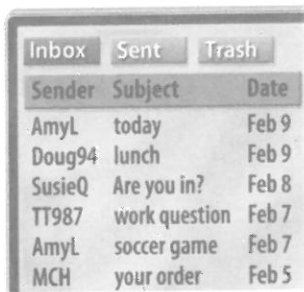 Inbox Sent Trash
Sender Subject Date
AmyL today Feb 9
Doug94 lunch Feb 9
SusieQ Are you in? Feb 8
TT987 work question Feb 7
AmyL soccer game Feb 7
MCH your order Feb 5